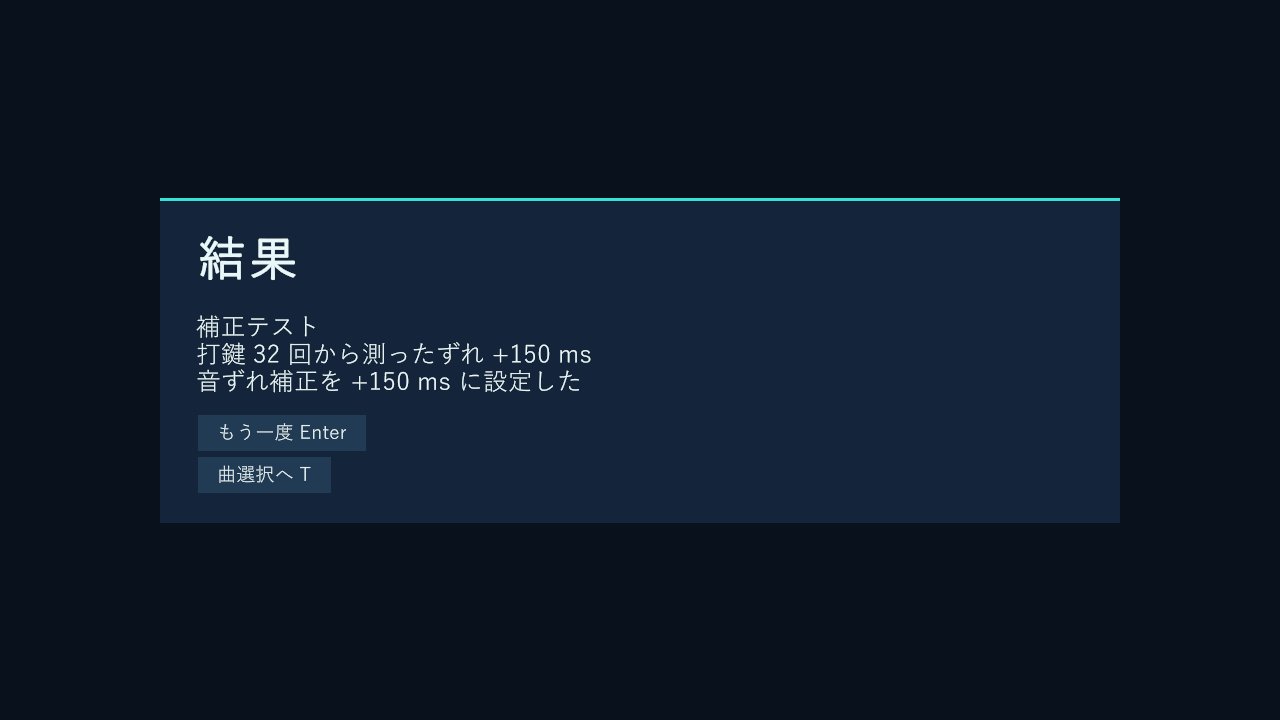 結果
補正テスト
打鍵 32 回から測ったずれ +150 ms
音ずれ補正を +150 ms に設定した
もう一度 Enter
曲選択へ T